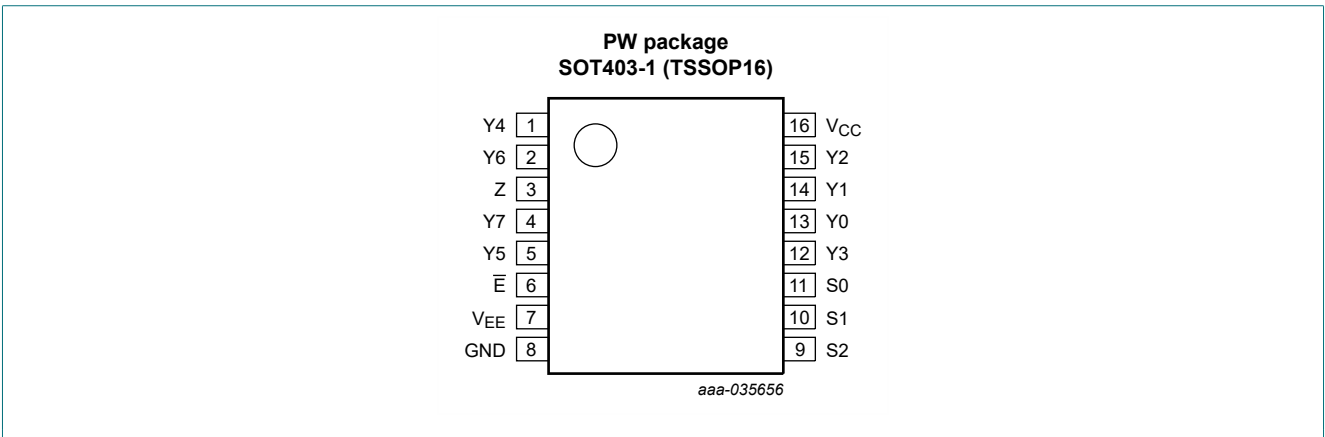 PW package
SOT403-1 (TSSOP16)
Y4 1 16 VCC
Y6 2 15 Y2
Z 3 14 Y1
Y7 4 13 Y0
Y5 5 12 Y3
E̅ 6 11 S0
VEE 7 10 S1
GND 8 9 S2
aaa-035656